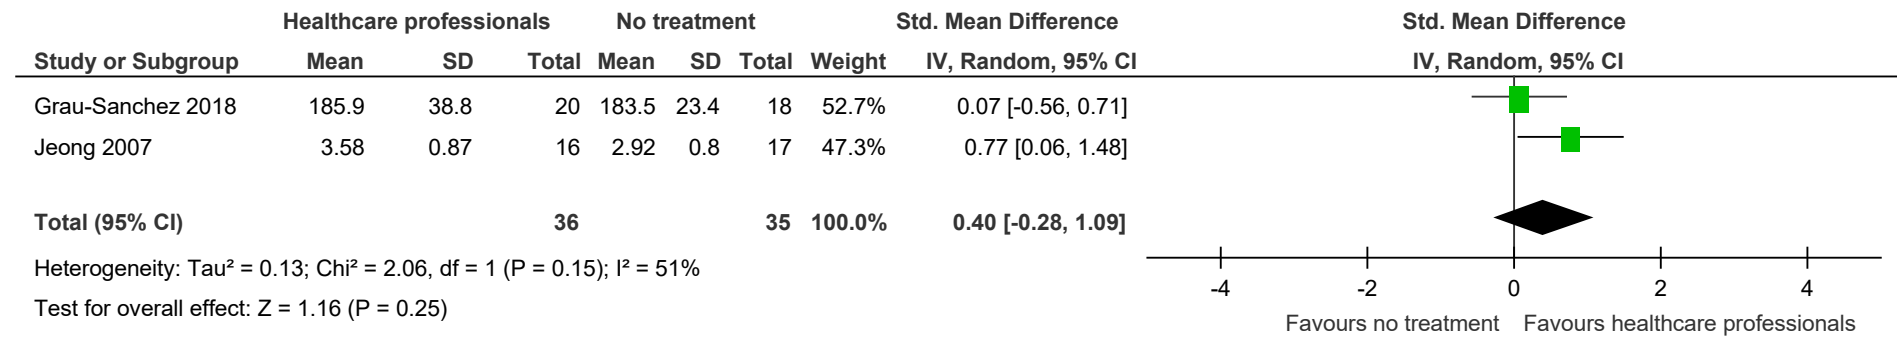 Healthcare professionals No treatment Std. Mean Difference Std. Mean Difference
Study or Subgroup Mean SD Total Mean SD Total Weight IV, Random, 95% CI IV, Random, 95% CI
Grau-Sanchez 2018 185.9 38.8 20 183.5 23.4 18 52.7% 0.07 [-0.56, 0.71]
Jeong 2007 3.58 0.87 16 2.92 0.8 17 47.3% 0.77 [0.06, 1.48]
Total (95% CI) 36 35 100.0% 0.40 [-0.28, 1.09]
Heterogeneity: Tau² = 0.13; Chi² = 2.06, df = 1 (P = 0.15); I² = 51%
Test for overall effect: Z = 1.16 (P = 0.25)
-4 -2 0 2 4
Favours no treatment Favours healthcare professionals